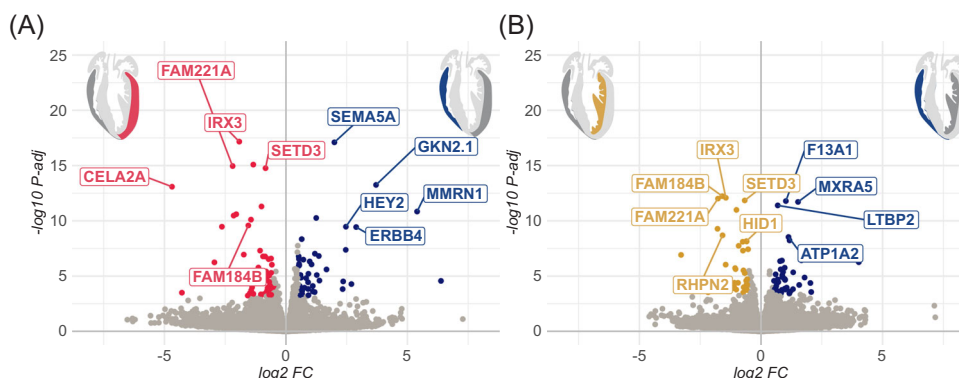 (A)
25
20
15
10
5
0
-log10 P-adj
FAM221A
IRX3
SETD3
CELA2A
FAM184B
SEMA5A
GKN2.1
MMRN1
HEY2
ERBB4
-5
0
5
log2 FC
(B)
25
20
15
10
5
0
-log10 P-adj
IRX3
FAM184B
SETD3
FAM221A
HID1
RHPN2
F13A1
MXRA5
LTBP2
ATP1A2
-5
0
5
log2 FC